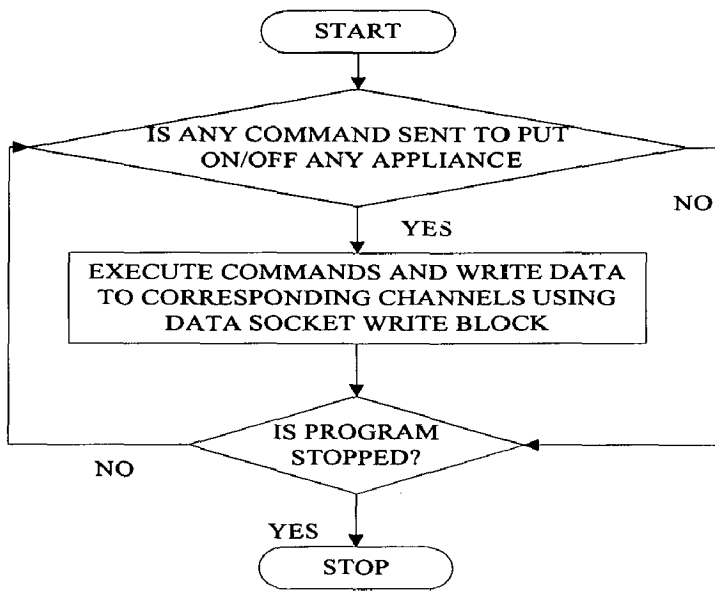 START
IS ANY COMMAND SENT TO PUT
ON/OFF ANY APPLIANCE
NO
YES
EXECUTE COMMANDS AND WRITE DATA
TO CORRESPONDING CHANNELS USING
DATA SOCKET WRITE BLOCK
IS PROGRAM
STOPPED?
NO
YES
STOP